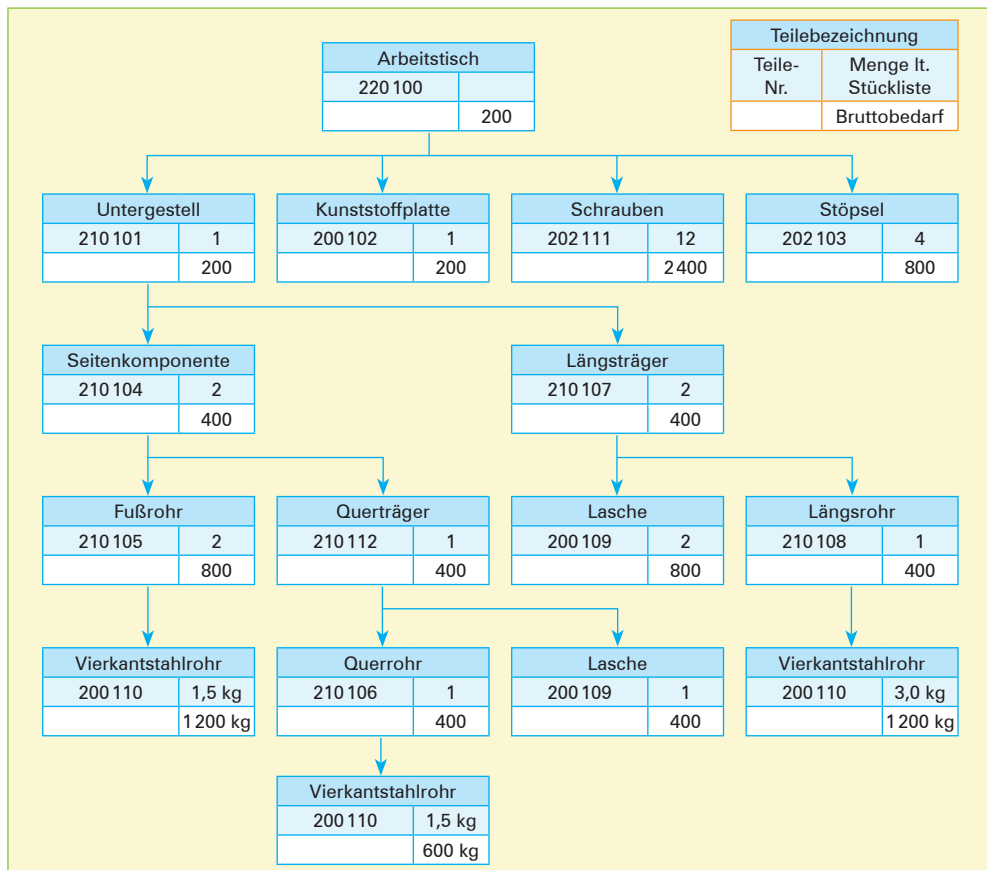 Teilebezeichnung
Teile-
Nr.
Menge lt.
Stückliste
Bruttobedarf
Arbeitstisch
220 100
200
Untergestell
210 101 1
200
Kunststoffplatte
200 102 1
200
Schrauben
202 111 12
2 400
Stöpsel
202 103 4
800
Seitenkomponente
210 104 2
400
Längsträger
210 107 2
400
Fußrohr
210 105 2
800
Querträger
210 112 1
400
Lasche
200 109 2
800
Längsrohr
210 108 1
400
Vierkantstahlrohr
200 110 1,5 kg
1 200 kg
Querrohr
210 106 1
400
Lasche
200 109 1
400
Vierkantstahlrohr
200 110 3,0 kg
1 200 kg
Vierkantstahlrohr
200 110 1,5 kg
600 kg